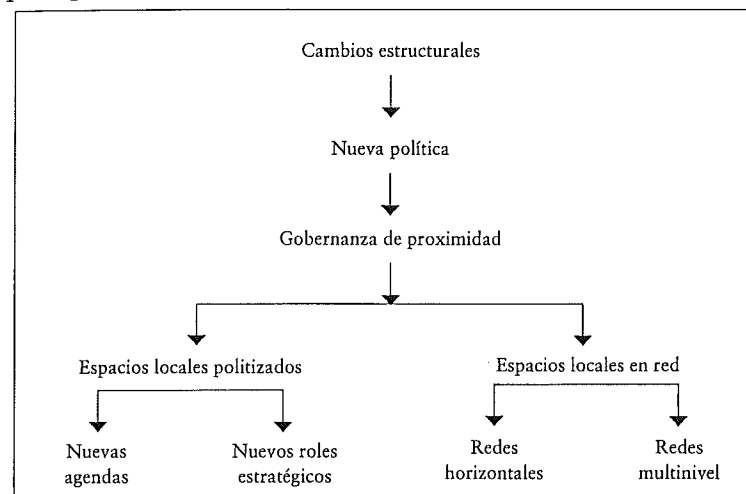 Cambios estructurales
Nueva política
Gobernanza de proximidad
Espacios locales politizados
Espacios locales en red
Nuevas
agendas
Nuevos roles
estratégicos
Redes
horizontales
Redes
multinivel